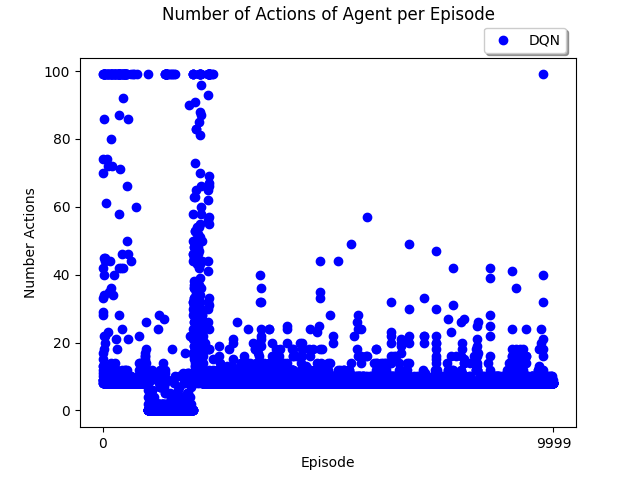 Number of Actions of Agent per Episode
DQN
100
80
60
40
20
0
Number Actions
0
9999
Episode